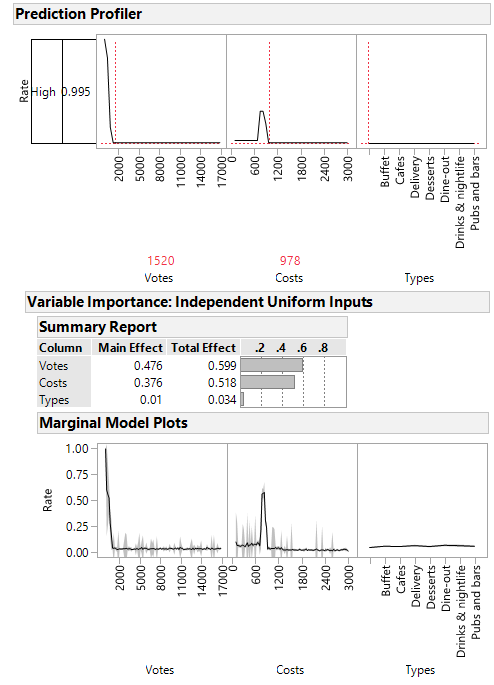 Prediction Profiler
Rate
High 0.995
2000 5000 8000 11000 14000 17000
0 600 1200 1800 2400 3000
Buffet Cafes Delivery Desserts Dine-out Drinks & nightlife Pubs and bars
1520 978
Votes Costs Types
Variable Importance: Independent Uniform Inputs
Summary Report
Column Main Effect Total Effect .2 .4 .6 .8
Votes 0.476 0.599
Costs 0.376 0.518
Types 0.01 0.034
Marginal Model Plots
Rate
1.00
0.75
0.50
0.25
0.00
2000 5000 8000 11000 14000 17000
0 600 1200 1800 2400 3000
Buffet Cafes Delivery Desserts Dine-out Drinks & nightlife Pubs and bars
Votes Costs Types